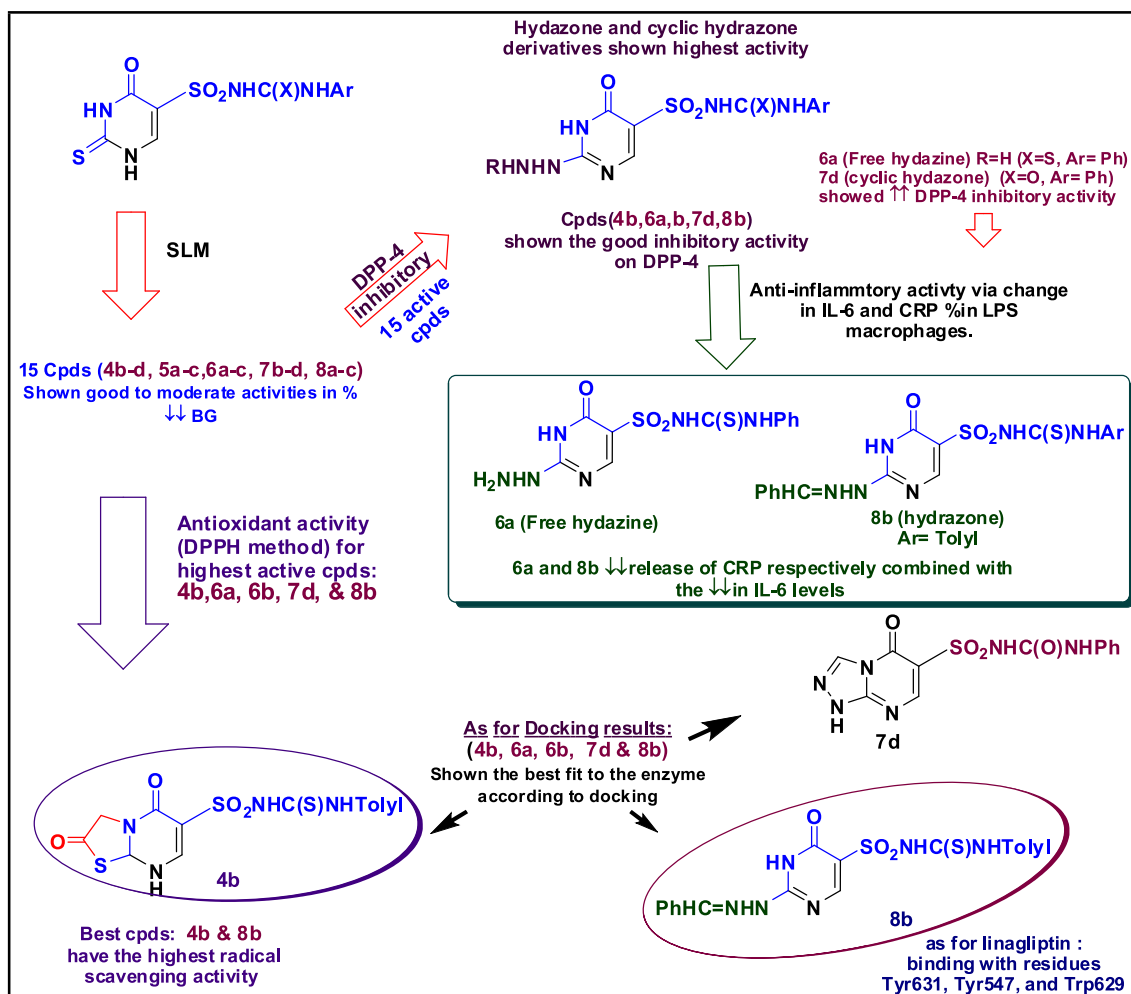 Hydazone and cyclic hydrazone
derivatives shown highest activity
O
SO2NHC(X)NHAr
HN
S
N
H
O
SO2NHC(X)NHAr
HN
RHNHN
N
6a (Free hydazine) R=H (X=S, Ar= Ph)
7d (cyclic hydazone) (X=O, Ar= Ph)
showed ↑↑ DPP-4 inhibitory activity
SLM
DPP-4
inhibitory
15 active
cpds
Cpds(4b,6a,b,7d,8b)
shown the good inhibitory activity
on DPP-4
Anti-inflammtory activty via change
in IL-6 and CRP %in LPS
macrophages.
15 Cpds (4b-d, 5a-c,6a-c, 7b-d, 8a-c)
Shown good to moderate activities in %
↓↓ BG
O
SO2NHC(S)NHPh
HN
H2NHN
N
6a (Free hydazine)
O
SO2NHC(S)NHAr
HN
PhHC=NHN
N
8b (hydrazone)
Ar= Tolyl
6a and 8b ↓↓release of CRP respectively combined with
the ↓↓in IL-6 levels
Antioxidant activity
(DPPH method) for
highest active cpds:
4b,6a, 6b, 7d, & 8b
O
SO2NHC(O)NHPh
N
N
N
H
N
7d
As for Docking results:
(4b, 6a, 6b, 7d & 8b)
Shown the best fit to the enzyme
according to docking
O
SO2NHC(S)NHTolyl
N
O
S
N
H
4b
Best cpds: 4b & 8b
have the highest radical
scavenging activity
O
SO2NHC(S)NHTolyl
HN
PhHC=NHN
N
8b
as for linagliptin :
binding with residues
Tyr631, Tyr547, and Trp629